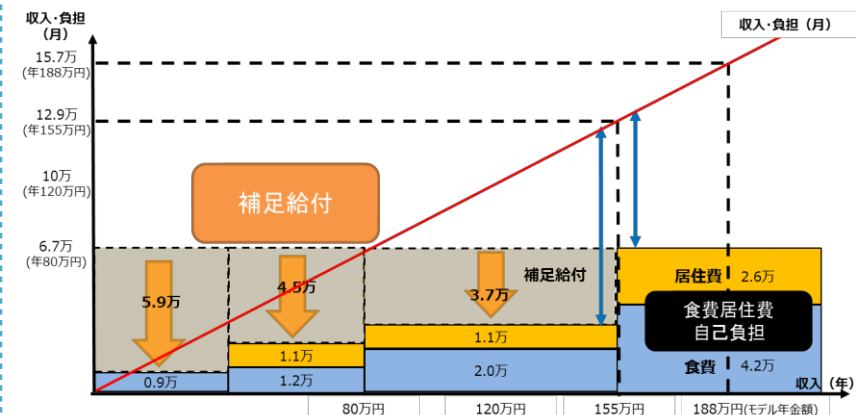 収入･負担
（月）
収入･負担（月）
15.7万
(年188万円)
12.9万
(年155万円)
10万
(年120万円)
補足給付
6.7万
(年80万円)
5.9万
4.5万
3.7万
補足給付
居住費 2.6万
食費居住費
自己負担
1.1万
1.1万
0.9万
1.2万
2.0万
食費 4.2万
収入（年）
80万円
120万円
155万円
188万円(モデル年金額)